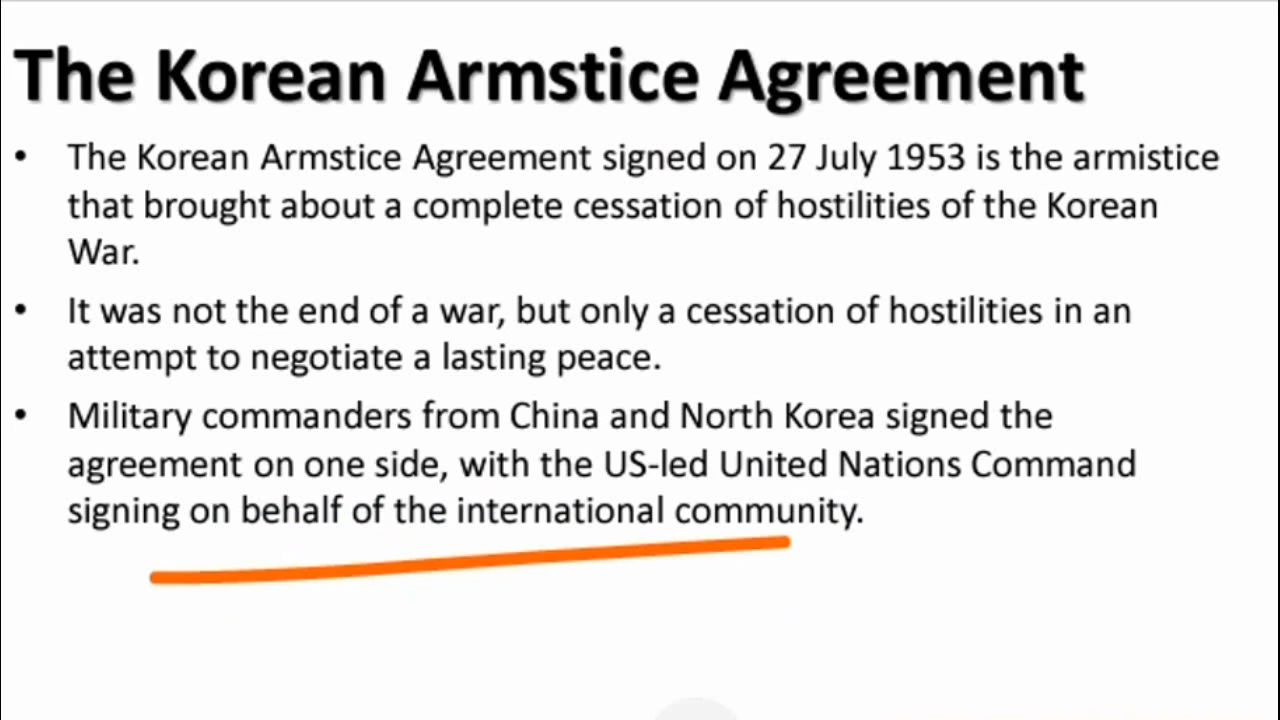 The Korean Armstice Agreement
• The Korean Armstice Agreement signed on 27 July 1953 is the armistice
that brought about a complete cessation of hostilities of the Korean
War.
• It was not the end of a war, but only a cessation of hostilities in an
attempt to negotiate a lasting peace.
• Military commanders from China and North Korea signed the
agreement on one side, with the US-led United Nations Command
signing on behalf of the international community.